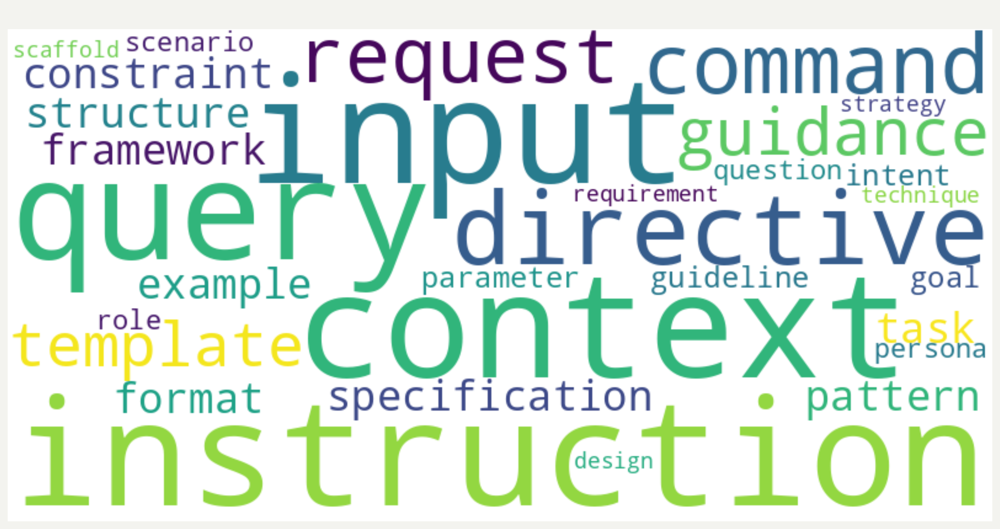 scaffold scenario request command
constraint
structure input strategy
framework guidance
question intent
query requirement technique
directive
example parameter guideline goal
role context task
template persona
format specification pattern
instruction
design